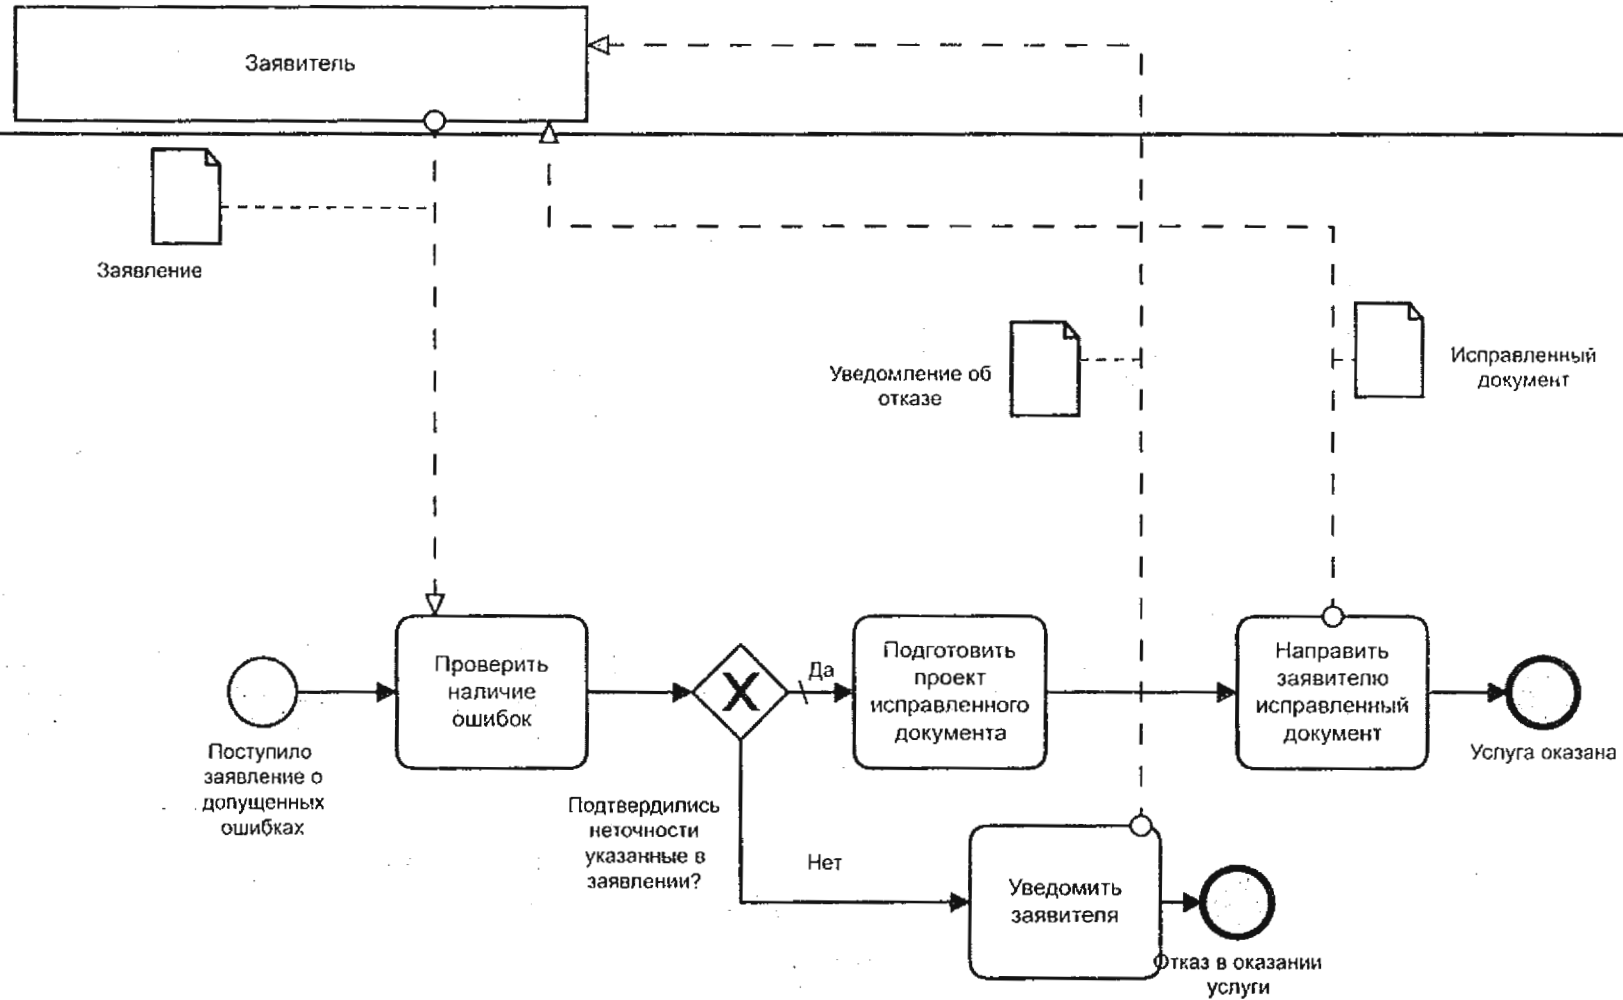 Заявитель
Заявление
Уведомление об
отказе
Исправленный
документ
Проверить
наличие
ошибок
Да
Подготовить
проект
исправленного
документа
Направить
заявителю
исправленный
документ
Поступило
заявление о
допущенных
ошибках
Услуга оказана
Подтвердились
неточности
указанные в
заявлении?
Нет
Уведомить
заявителя
Отказ в оказании
услуги